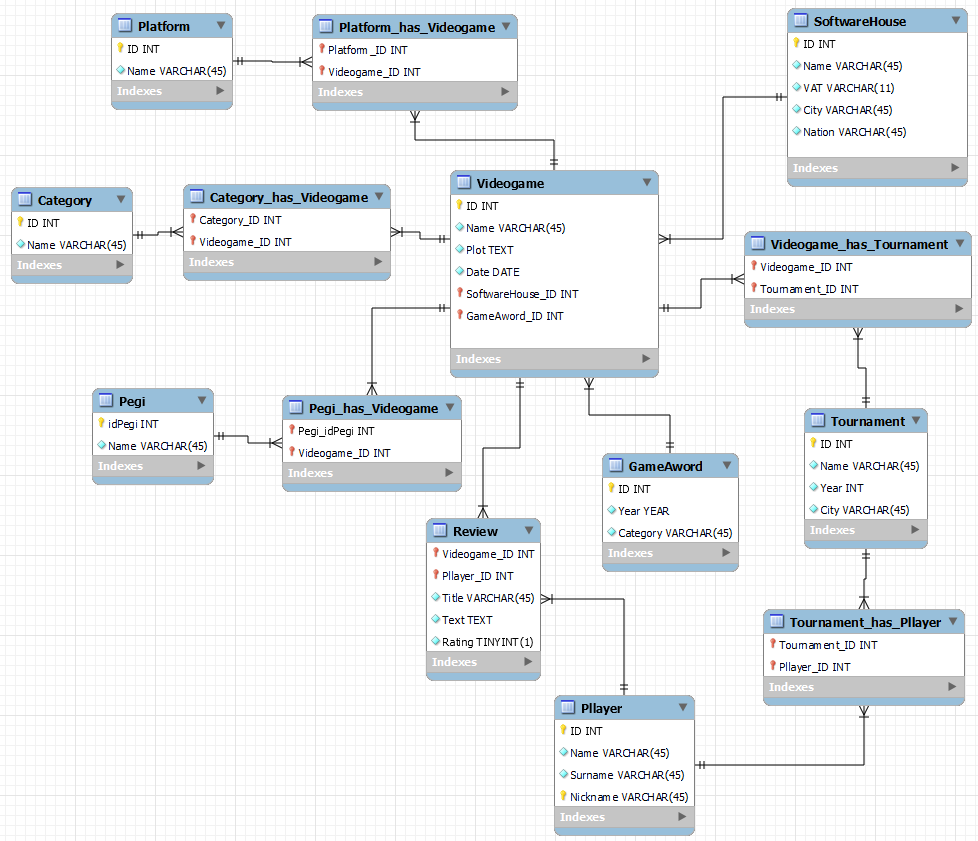 Platform
ID INT
Name VARCHAR(45)
Indexes
Platform_has_Videogame
Platform _ID INT
Videogame_ID INT
Indexes
SoftwareHouse
ID INT
Name VARCHAR(45)
VAT VARCHAR(11)
City VARCHAR(45)
Nation VARCHAR(45)
Indexes
Category
ID INT
Name VARCHAR(45)
Indexes
Category_has_Videogame
Category_ID INT
Videogame_ID INT
Indexes
Videogame
ID INT
Name VARCHAR(45)
Plot TEXT
Date DATE
SoftwareHouse_ID INT
GameAword_ID INT
Indexes
Videogame_has_Tournament
Videogame_ID INT
Tournament_ID INT
Indexes
Pegi
idPegi INT
Name VARCHAR(45)
Indexes
Pegi_has_Videogame
Pegi_idPegi INT
Videogame_ID INT
Indexes
GameAword
ID INT
Year YEAR
Category VARCHAR(45)
Indexes
Tournament
ID INT
Name VARCHAR(45)
Year INT
City VARCHAR(45)
Indexes
Review
Videogame_ID INT
Pllayer_ID INT
Title VARCHAR(45)
Text TEXT
Rating TINYINT(1)
Indexes
Tournament_has_Pllayer
Tournament_ID INT
Pllayer_ID INT
Indexes
Pllayer
ID INT
Name VARCHAR(45)
Surname VARCHAR(45)
Nickname VARCHAR(45)
Indexes